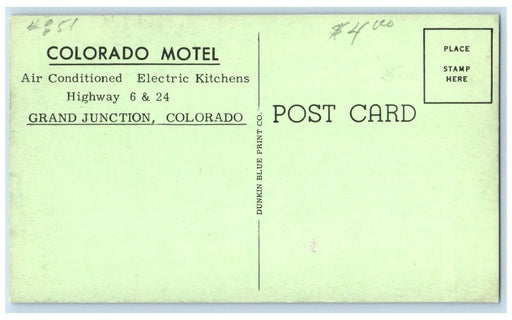 COLORADO MOTEL
Air Conditioned Electric Kitchens
Highway 6 & 24
GRAND JUNCTION, COLORADO
DUNKIN BLUE PRINT CO.
$4.00
POST CARD
PLACE
STAMP
HERE